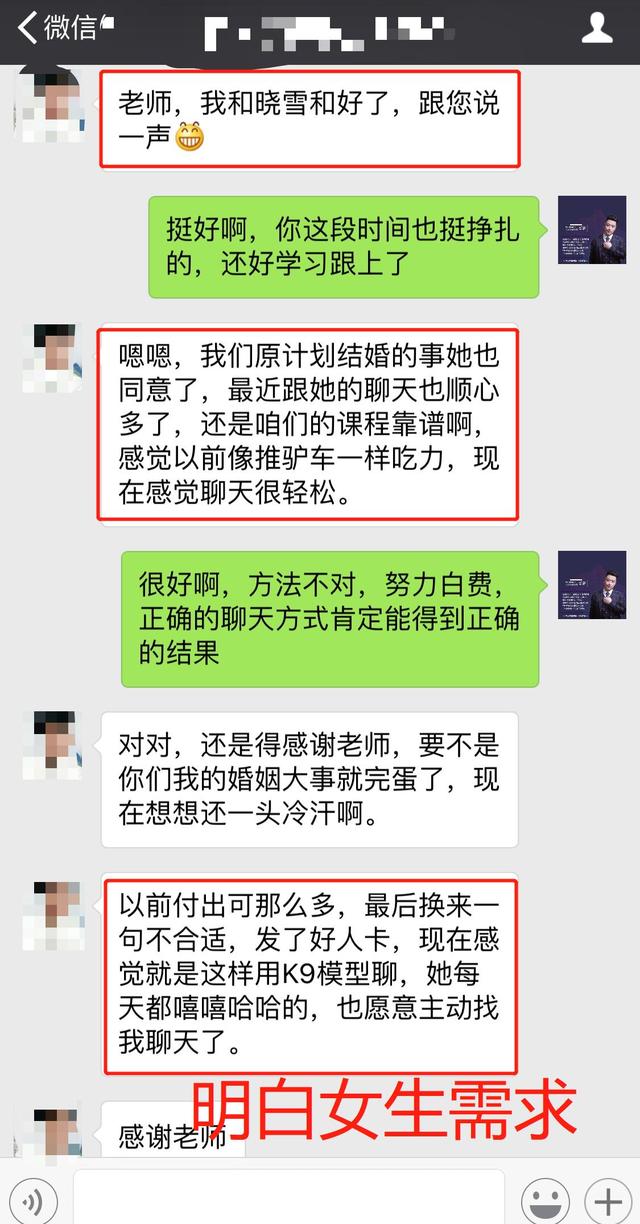 微信
老师，我和晓雪和好了，跟您说
一声
挺好啊，你这段时间也挺挣扎
的，还好学习跟上了
嗯嗯，我们原计划结婚的事她也
同意了，最近跟她的聊天也顺心
多了，还是咱们的课程靠谱啊，
感觉以前像推驴车一样吃力，现
在感觉聊天很轻松。
很好啊，方法不对，努力白费，
正确的聊天方式肯定能得到正确
的结果
对对，还是得感谢老师，要不是
你们我的婚姻大事就完蛋了，现
在想想还一头冷汗啊。
以前付出可那么多，最后换来一
句不合适，发了好人卡，现在感
觉就是这样用K9模型聊，她每
天都嘻嘻哈哈的，也愿意主动找
我聊天了。
明白女生需求
感谢老师